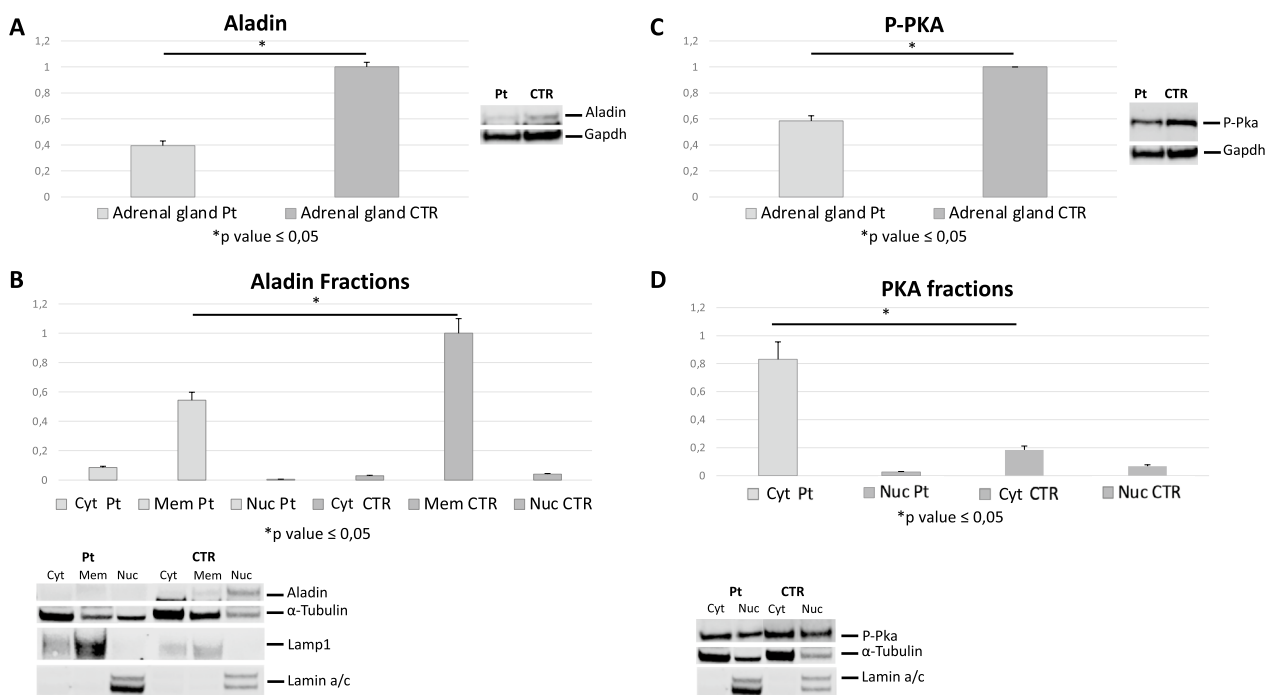 A
Aladin
1,2
1
0,8
0,6
0,4
0,2
0
*
Adrenal gland Pt
Adrenal gland CTR
*p value ≤ 0,05
Pt CTR
Aladin
Gapdh
C
P-PKA
1,2
1
0,8
0,6
0,4
0,2
0
*
Adrenal gland Pt
Adrenal gland CTR
*p value ≤ 0,05
Pt CTR
P-Pka
Gapdh
B
Aladin Fractions
1,2
1
0,8
0,6
0,4
0,2
0
*
Cyt Pt Mem Pt Nuc Pt Cyt CTR Mem CTR Nuc CTR
*p value ≤ 0,05
Pt CTR
Cyt Mem Nuc Cyt Mem Nuc
Aladin
α-Tubulin
Lamp1
Lamin a/c
D
PKA fractions
1,2
1
0,8
0,6
0,4
0,2
0
*
Cyt Pt Nuc Pt Cyt CTR Nuc CTR
*p value ≤ 0,05
Pt CTR
Cyt Nuc Cyt Nuc
P-Pka
α-Tubulin
Lamin a/c